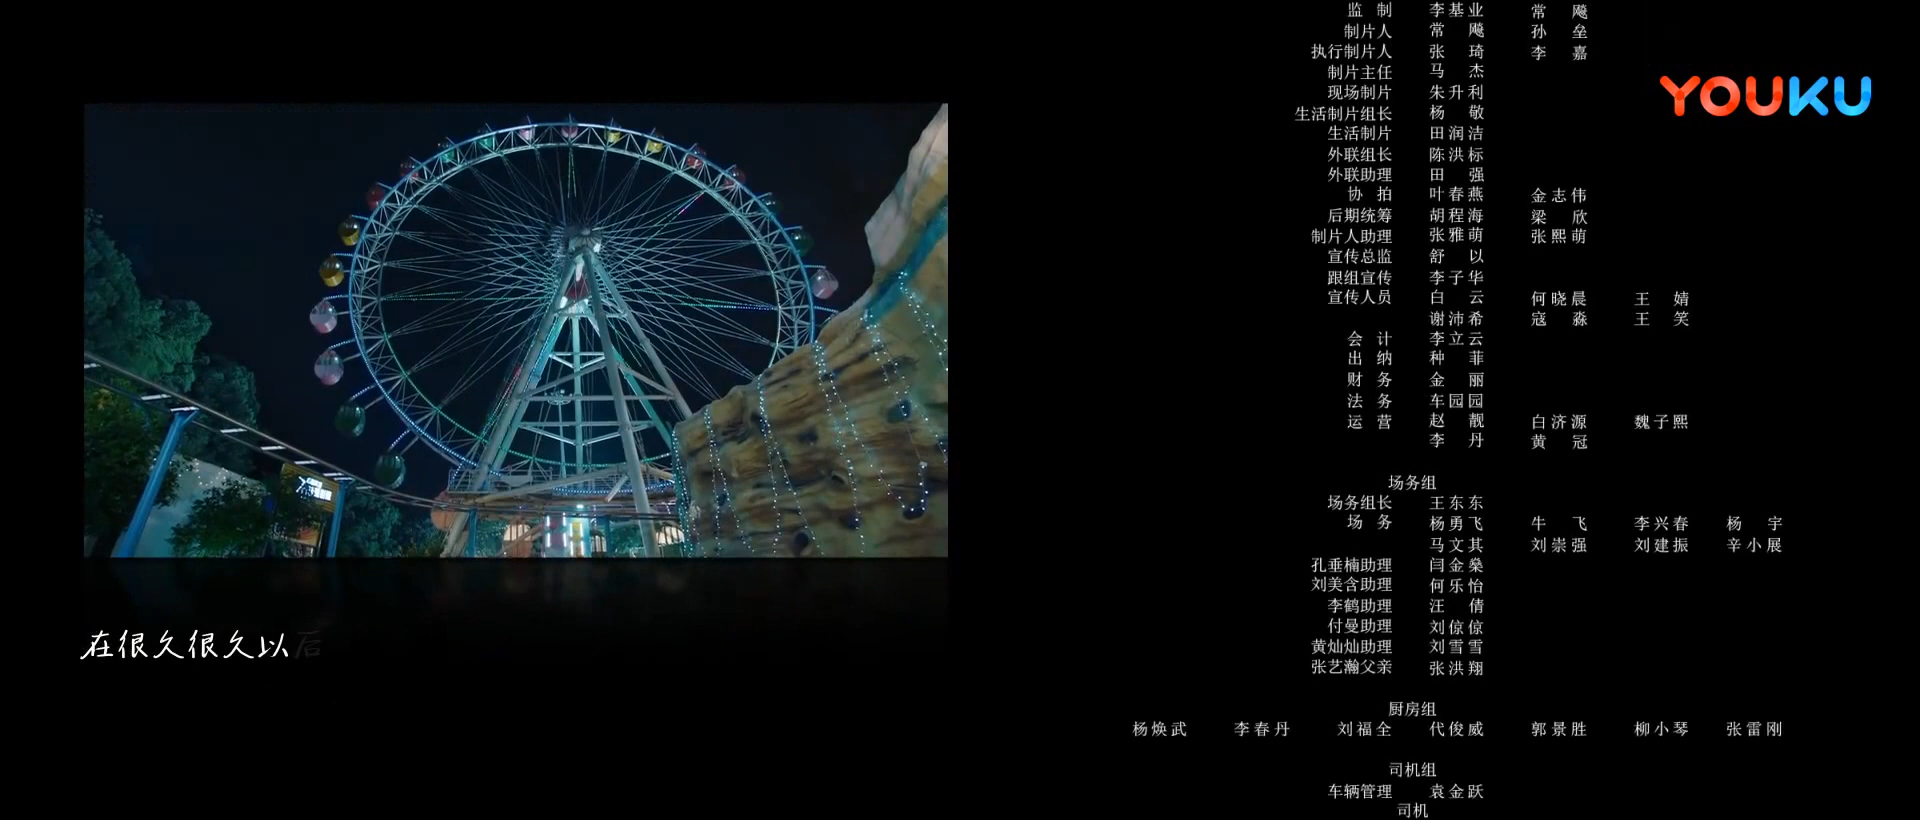 监制 李基业 常飚
制片人 常飚 孙垒
执行制片人 张琦 李嘉
YOUKU
制片主任 马杰
现场制片 朱升利
生活制片组长 杨敬
生活制片 田润洁
外联组长 陈洪标
外联助理 田强
协拍 叶春燕 金志伟
后期统筹 胡程海 梁欣
制片人助理 张雅萌 张熙萌
宣传总监 舒以
跟组宣传 李子华
宣传人员 白云 何晓晨 王婧
谢沛希 寇淼 王笑
会计 李立云
出纳 种菲
财务 金丽
法务 车园园
运营 赵靓 白济源 魏子熙
李丹 黄冠
场务组
场务组长 王东东
场务 杨勇飞 牛飞 李兴春 杨宇
马文其 刘崇强 刘建振 辛小展
孔垂楠助理 闫金燊
刘美含助理 何乐怡
李鹤助理 汪倩
付曼助理 刘倞倞
黄灿灿助理 刘雪雪
张艺瀚父亲 张洪翔
在很久很久以后
厨房组
杨焕武 李春丹 刘福全 代俊威 郭景胜 柳小琴 张雷刚
司机组
车辆管理 袁金跃
司机